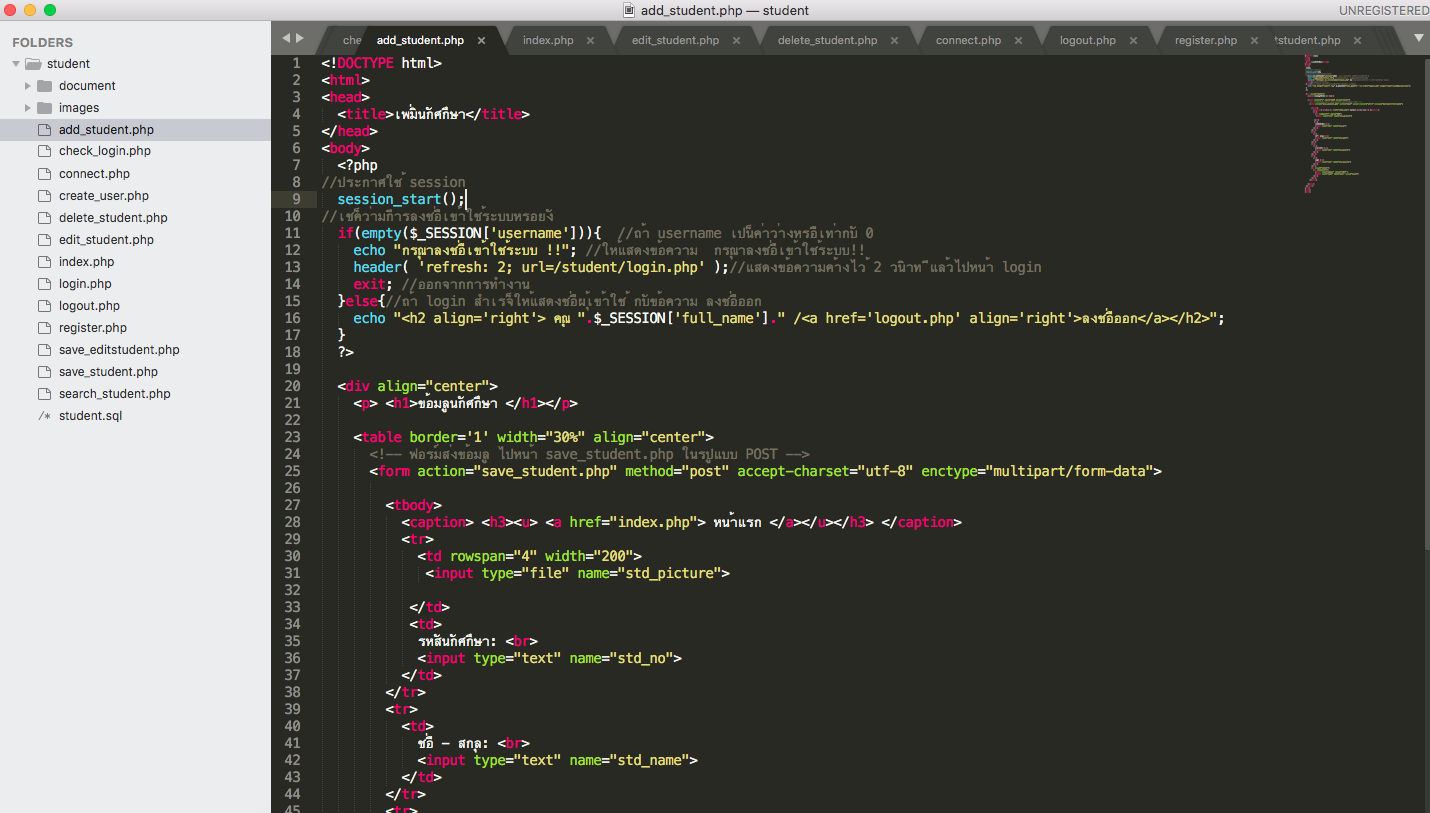 add_student.php — student
UNREGISTERED
FOLDERS
student
document
images
add_student.php
check_login.php
connect.php
create_user.php
delete_student.php
edit_student.php
index.php
login.php
logout.php
register.php
save_editstudent.php
save_student.php
search_student.php
/* student.sql
che add_student.php × index.php × edit_student.php × delete_student.php × connect.php × logout.php × register.php × student.php ×
1 <!DOCTYPE html>
2 <html>
3 <head>
4 <title>เพิ่มนักศึกษา</title>
5 </head>
6 <body>
7 <?php
8 //ประกาศใช้ session
9 session_start();
10 //เช็คว่ามีการลงชื่อเข้าใช้ระบบหรือยัง
11 if(empty($_SESSION['username'])){ //ถ้า username เป็นค่าว่างหรือเท่ากับ 0
12 echo "กรุณาลงชื่อเข้าใช้ระบบ !!"; //ให้แสดงข้อความ กรุณาลงชื่อเข้าใช้ระบบ!!
13 header( 'refresh: 2; url=/student/login.php' );//แสดงข้อความค้างไว้ 2 วินาที แล้วไปหน้า login
14 exit; //ออกจากการทำงาน
15 }else{//ถ้า login สำเร็จให้แสดงชื่อผู้เข้าใช้ กับข้อความ ลงชื่อออก
16 echo "<h2 align='right'> คุณ ".$_SESSION['full_name']." /<a href='logout.php' align='right'>ลงชื่อออก</a></h2>";
17 }
18 ?>
19
20 <div align="center">
21 <p> <h1>ข้อมูลนักศึกษา </h1></p>
22
23 <table border='1' width="30%" align="center">
24 <!-- ฟอร์มส่งข้อมูล ไปหน้า save_student.php ในรูปแบบ POST -->
25 <form action="save_student.php" method="post" accept-charset="utf-8" enctype="multipart/form-data">
26
27 <tbody>
28 <caption> <h3><u> <a href="index.php"> หน้าแรก </a></u></h3> </caption>
29 <tr>
30 <td rowspan="4" width="200">
31 <input type="file" name="std_picture">
32
33 </td>
34 <td>
35 รหัสนักศึกษา: <br>
36 <input type="text" name="std_no">
37 </td>
38 </tr>
39 <tr>
40 <td>
41 ชื่อ - สกุล: <br>
42 <input type="text" name="std_name">
43 </td>
44 </tr>
45 <tr>